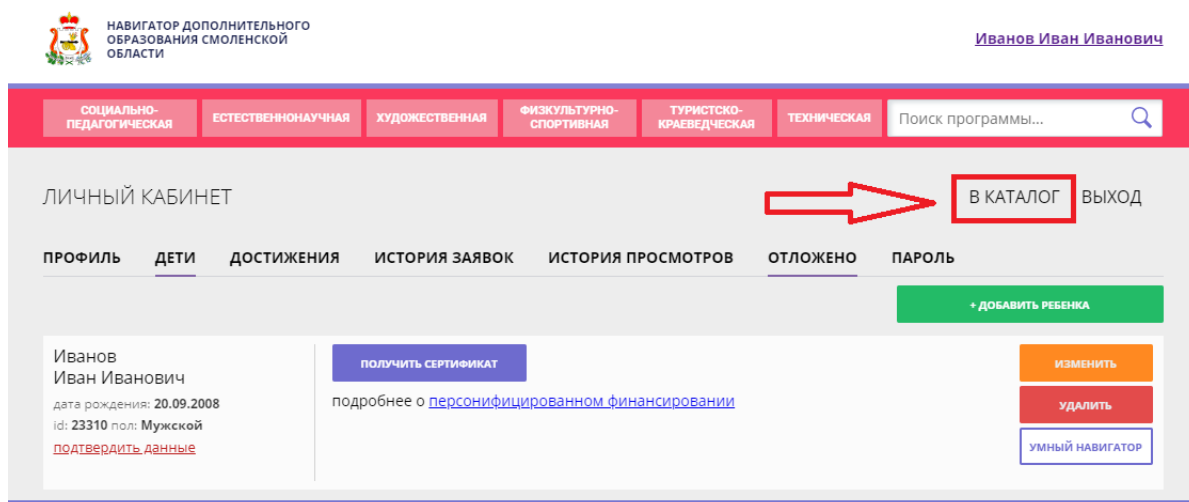 НАВИГАТОР ДОПОЛНИТЕЛЬНОГО
ОБРАЗОВАНИЯ СМОЛЕНСКОЙ
ОБЛАСТИ
Иванов Иван Иванович
СОЦИАЛЬНО-
ПЕДАГОГИЧЕСКАЯ
ЕСТЕСТВЕННОНАУЧНАЯ
ХУДОЖЕСТВЕННАЯ
ФИЗКУЛЬТУРНО-
СПОРТИВНАЯ
ТУРИСТСКО-
КРАЕВЕДЧЕСКАЯ
ТЕХНИЧЕСКАЯ
Поиск программы...
ЛИЧНЫЙ КАБИНЕТ
В КАТАЛОГ ВЫХОД
ПРОФИЛЬ ДЕТИ ДОСТИЖЕНИЯ ИСТОРИЯ ЗАЯВОК ИСТОРИЯ ПРОСМОТРОВ ОТЛОЖЕНО ПАРОЛЬ
+ ДОБАВИТЬ РЕБЕНКА
Иванов
Иван Иванович
дата рождения: 20.09.2008
id: 23310 пол: Мужской
подтвердить данные
ПОЛУЧИТЬ СЕРТИФИКАТ
подробнее о персонифицированном финансировании
ИЗМЕНИТЬ
УДАЛИТЬ
УМНЫЙ НАВИГАТОР